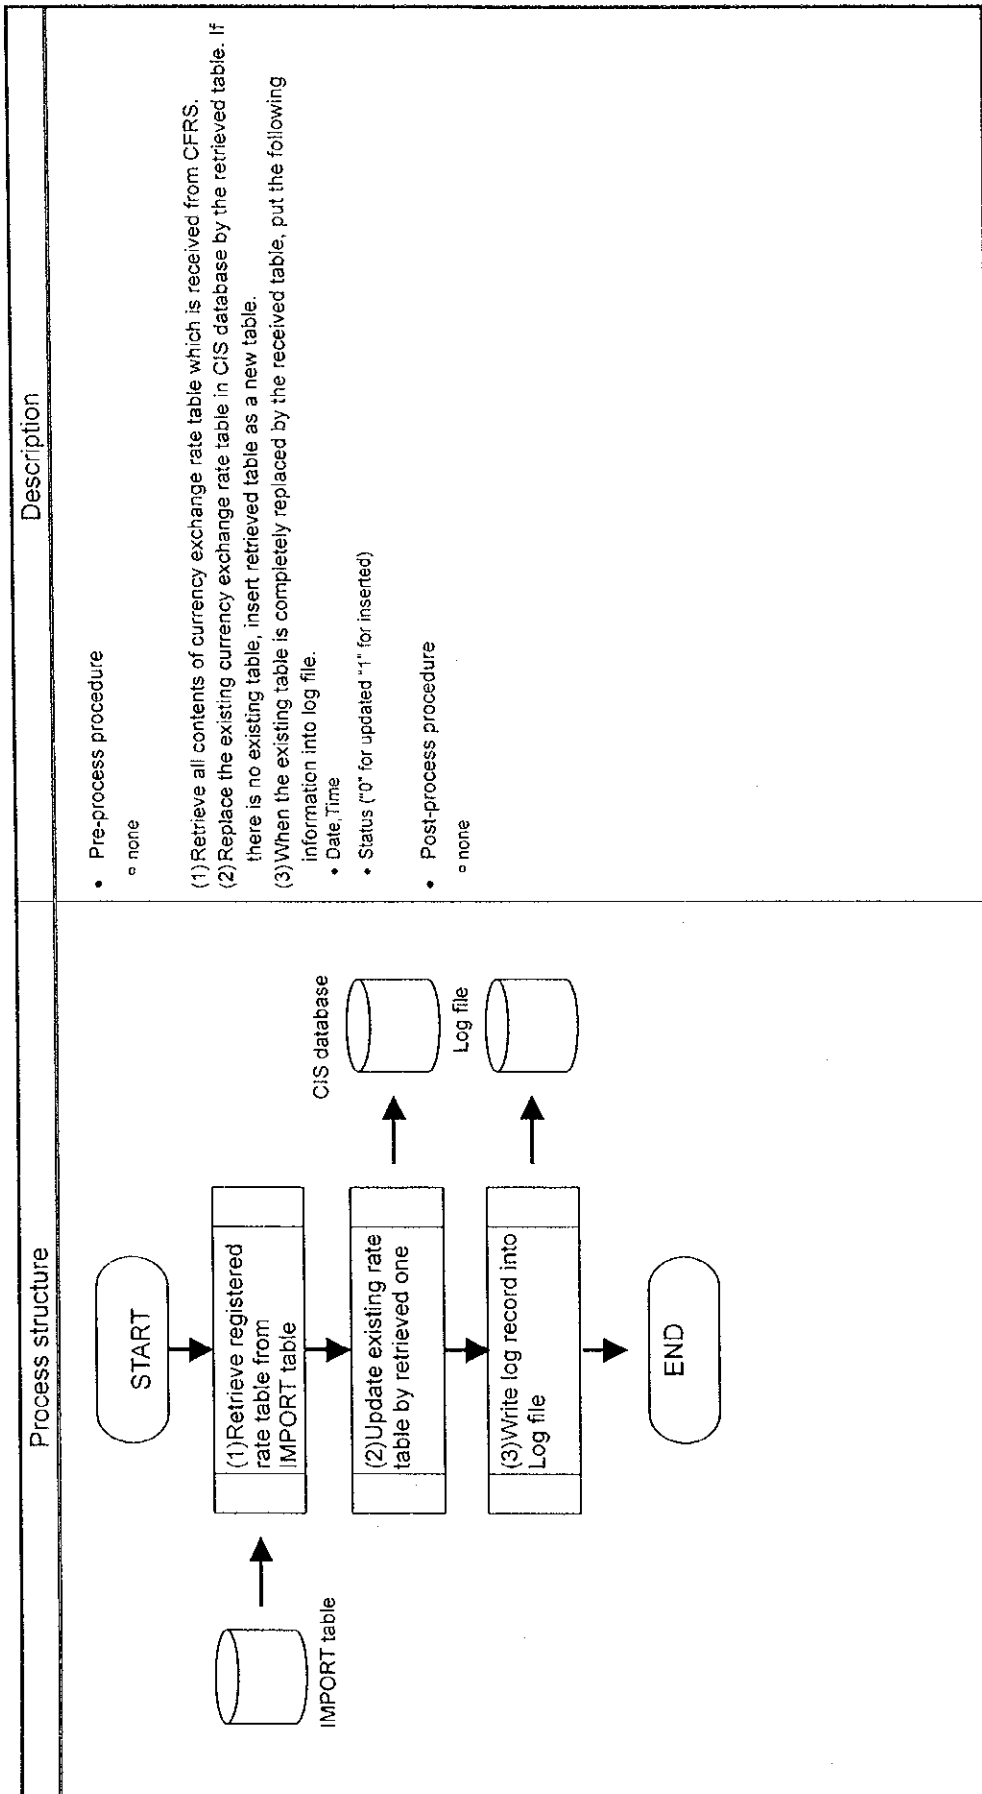 Process structure
START
(1)Retrieve registered
rate table from
IMPORT table
IMPORT table
(2)Update existing rate
table by retrieved one
CIS database
(3)Write log record into
Log file
Log file
END
Description
• Pre-process procedure
▫ none
(1)Retrieve all contents of currency exchange rate table which is received from CFRS.
(2)Replace the existing currency exchange rate table in CIS database by the retrieved table. If
there is no existing table, insert retrieved table as a new table.
(3)When the existing table is completely replaced by the received table, put the following
information into log file.
• Date,Time
• Status ("0" for updated "1" for inserted)
• Post-process procedure
▫ none